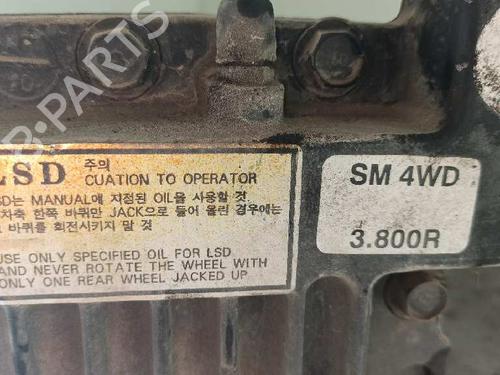 LSD 주의
CUATION TO OPERATOR
는 MANUAL에 지정된 OIL을 사용할 것
차축 한쪽 바퀴만 JACK으로 들어 올린 경우에는
바퀴를 회전시키지 말 것
USE ONLY SPECIFIED OIL FOR LSD
AND NEVER ROTATE THE WHEEL WITH
ONLY ONE REAR WHEEL JACKED UP
SM 4WD
3.800R